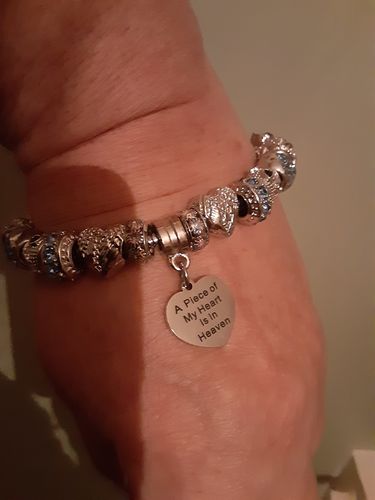 A Piece of
My Heart
is in
Heaven